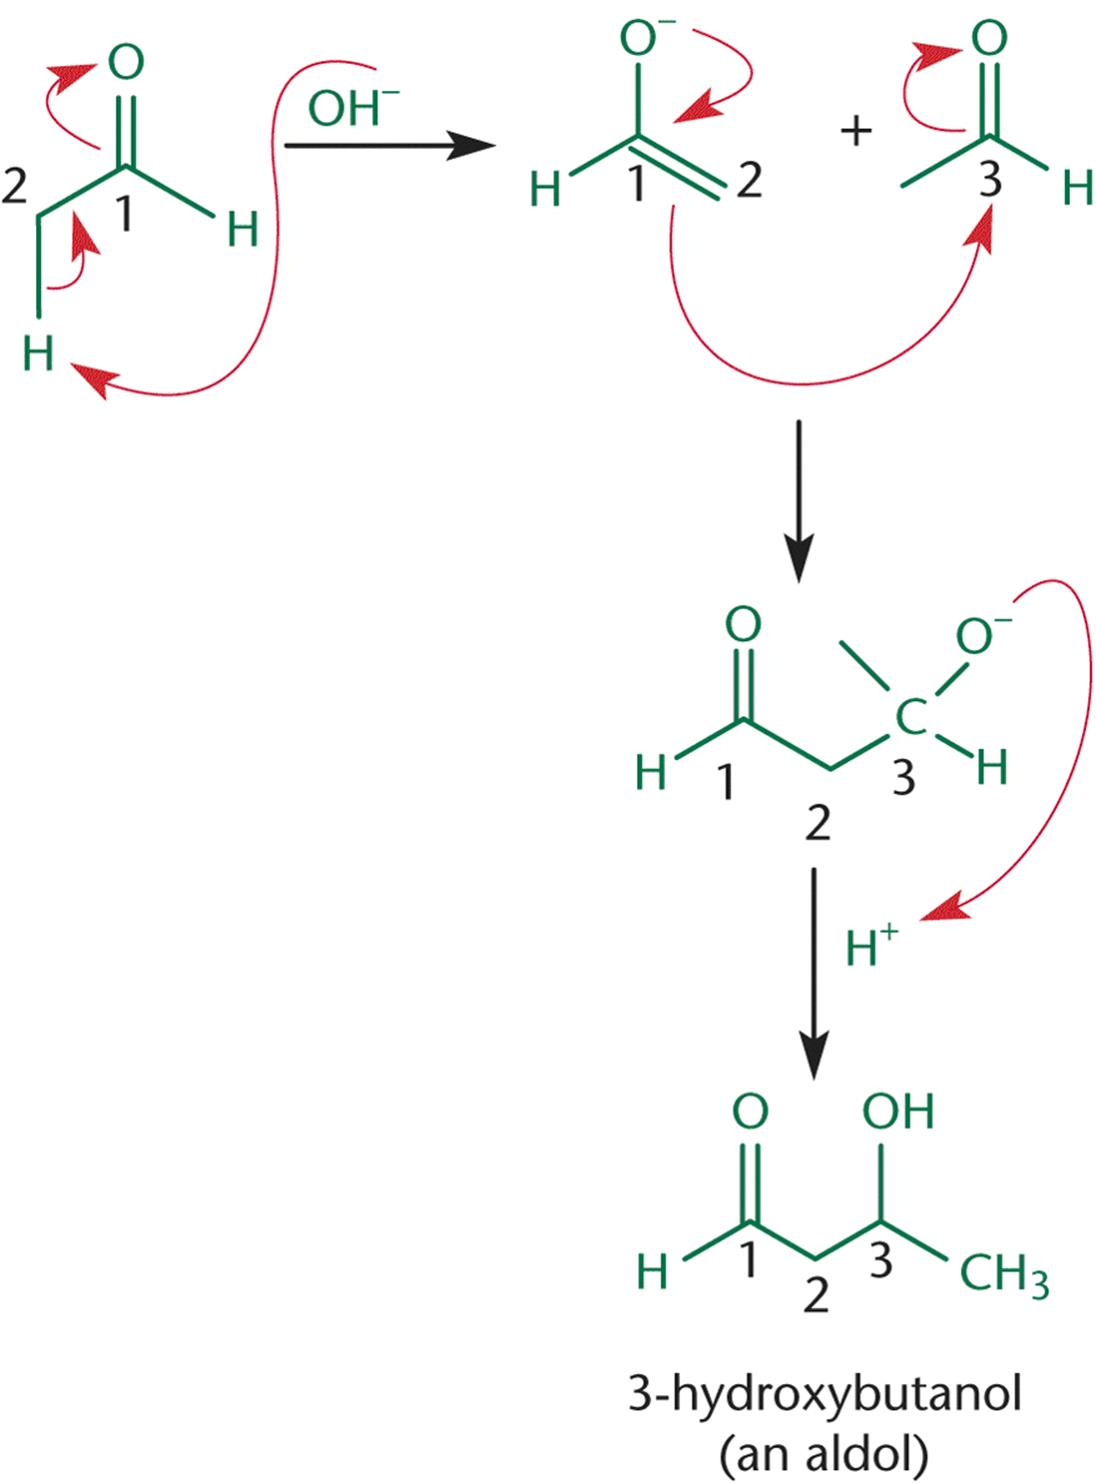 O
OH⁻
2
1
H
H
O⁻
H
1
2
+
O
3
H
O
O⁻
C
H
1
2
3
H
H⁺
O
OH
H
1
2
3
CH₃
3-hydroxybutanol
(an aldol)